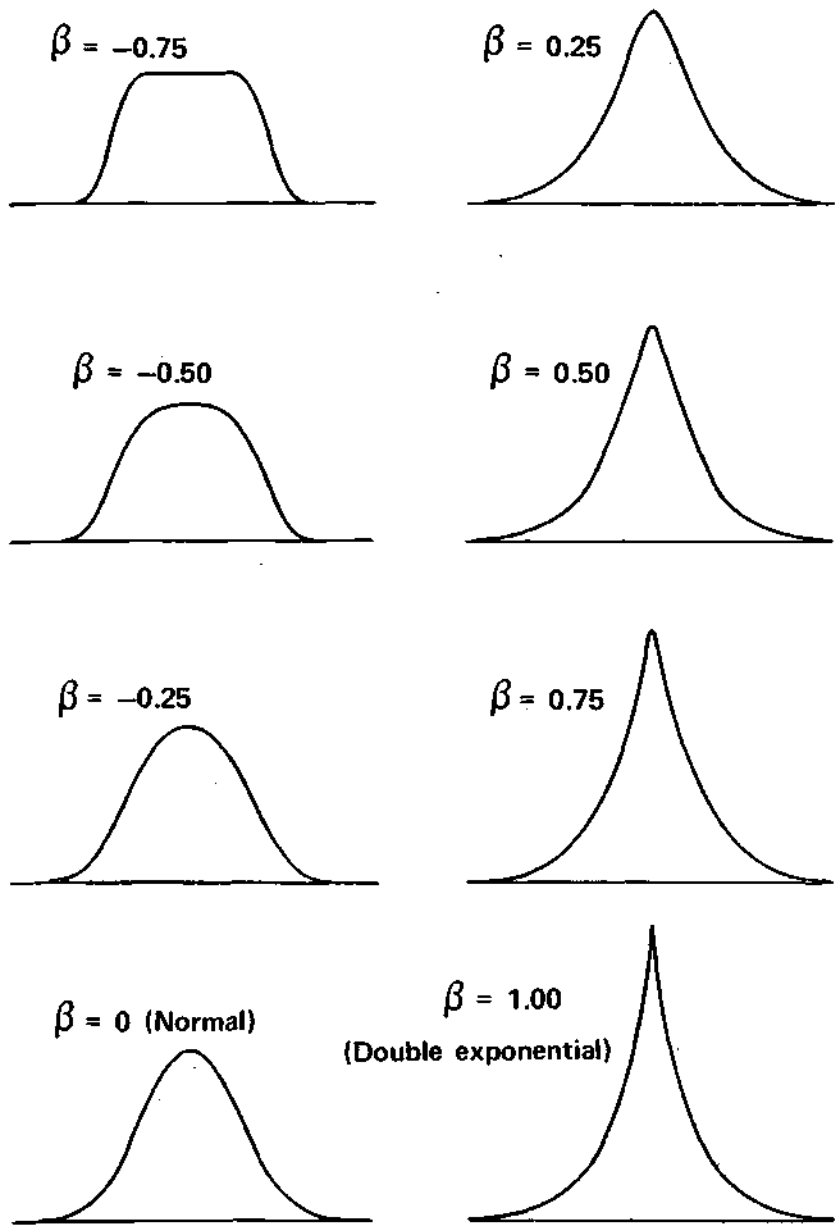 β = −0.75
β = 0.25
β = −0.50
β = 0.50
β = −0.25
β = 0.75
β = 0 (Normal)
β = 1.00
(Double exponential)